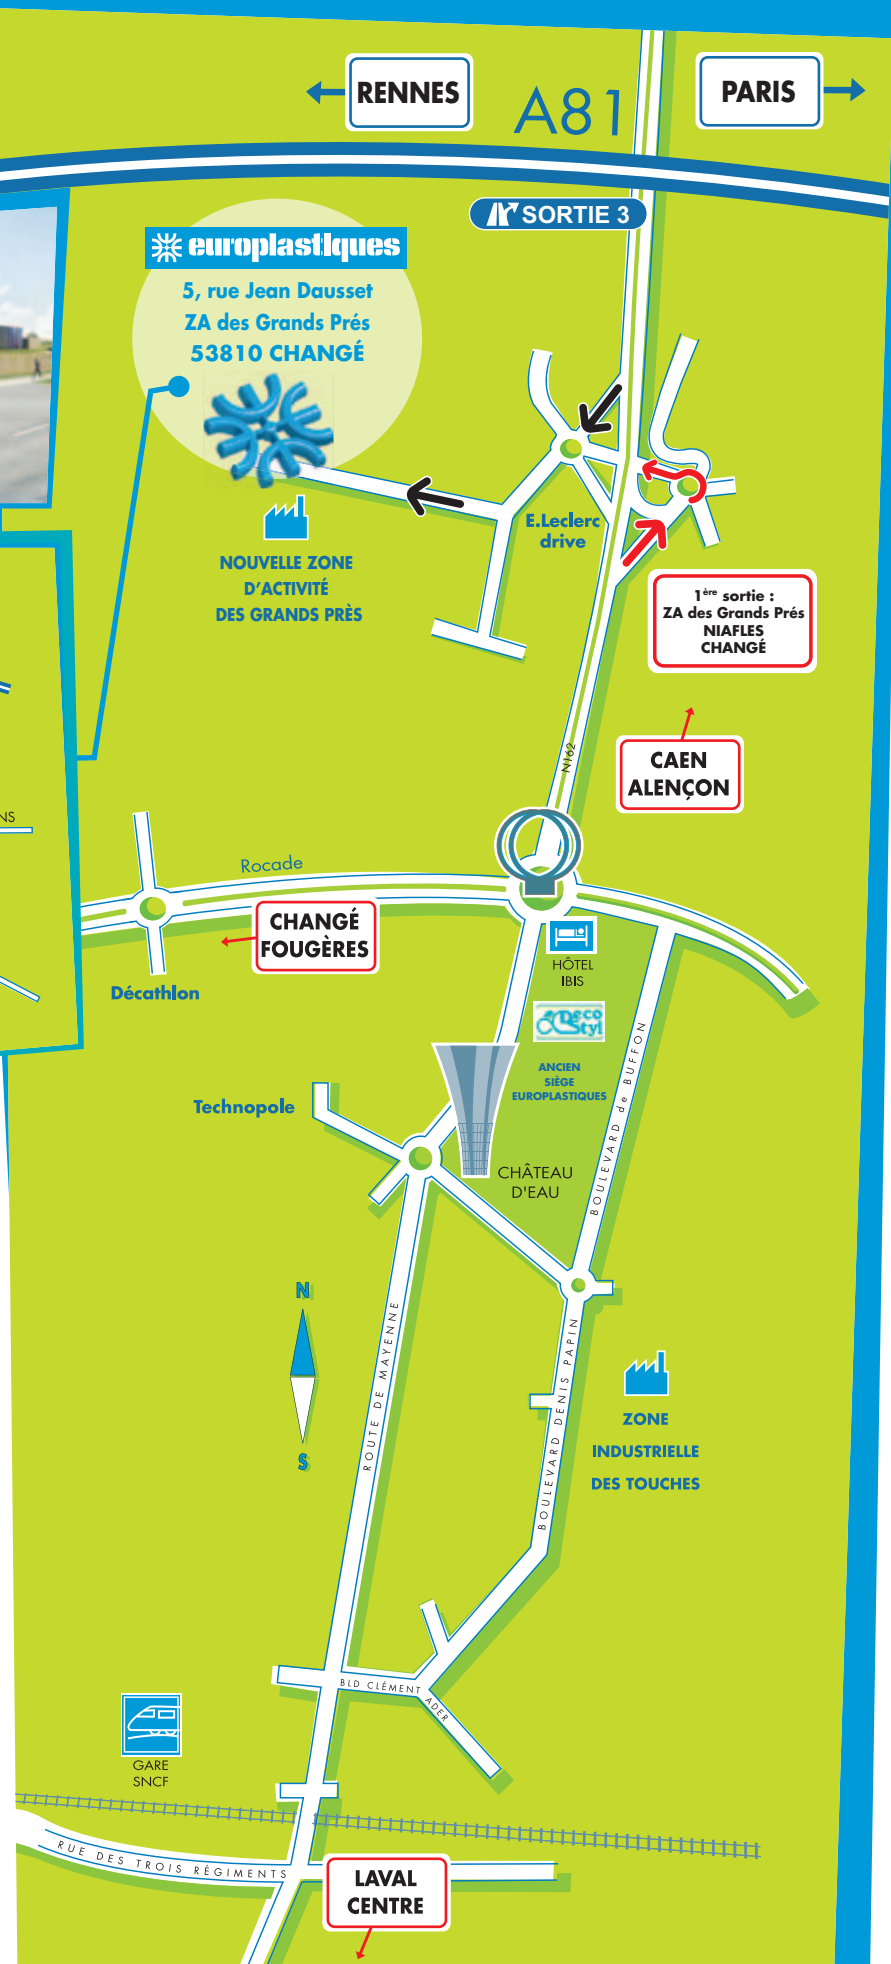 RENNES
A81
PARIS
SORTIE 3
europlastiques
5, rue Jean Dausset
ZA des Grands Prés
53810 CHANGÉ
E.Leclerc
drive
NOUVELLE ZONE
D'ACTIVITÉ
DES GRANDS PRÈS
1ère sortie :
ZA des Grands Prés
NIAFLES
CHANGÉ
N162
CAEN
ALENÇON
NS
Rocade
CHANGÉ
FOUGÈRES
Décathlon
HÔTEL
IBIS
Deco
Styl
ANCIEN
SIÈGE
EUROPLASTIQUES
BOULEVARD de BUFFON
Technopole
CHÂTEAU
D'EAU
N
S
ROUTE DE MAYENNE
BOULEVARD DENIS PAPIN
ZONE
INDUSTRIELLE
DES TOUCHES
BLD CLÉMENT ADER
GARE
SNCF
RUE DES TROIS RÉGIMENTS
LAVAL
CENTRE